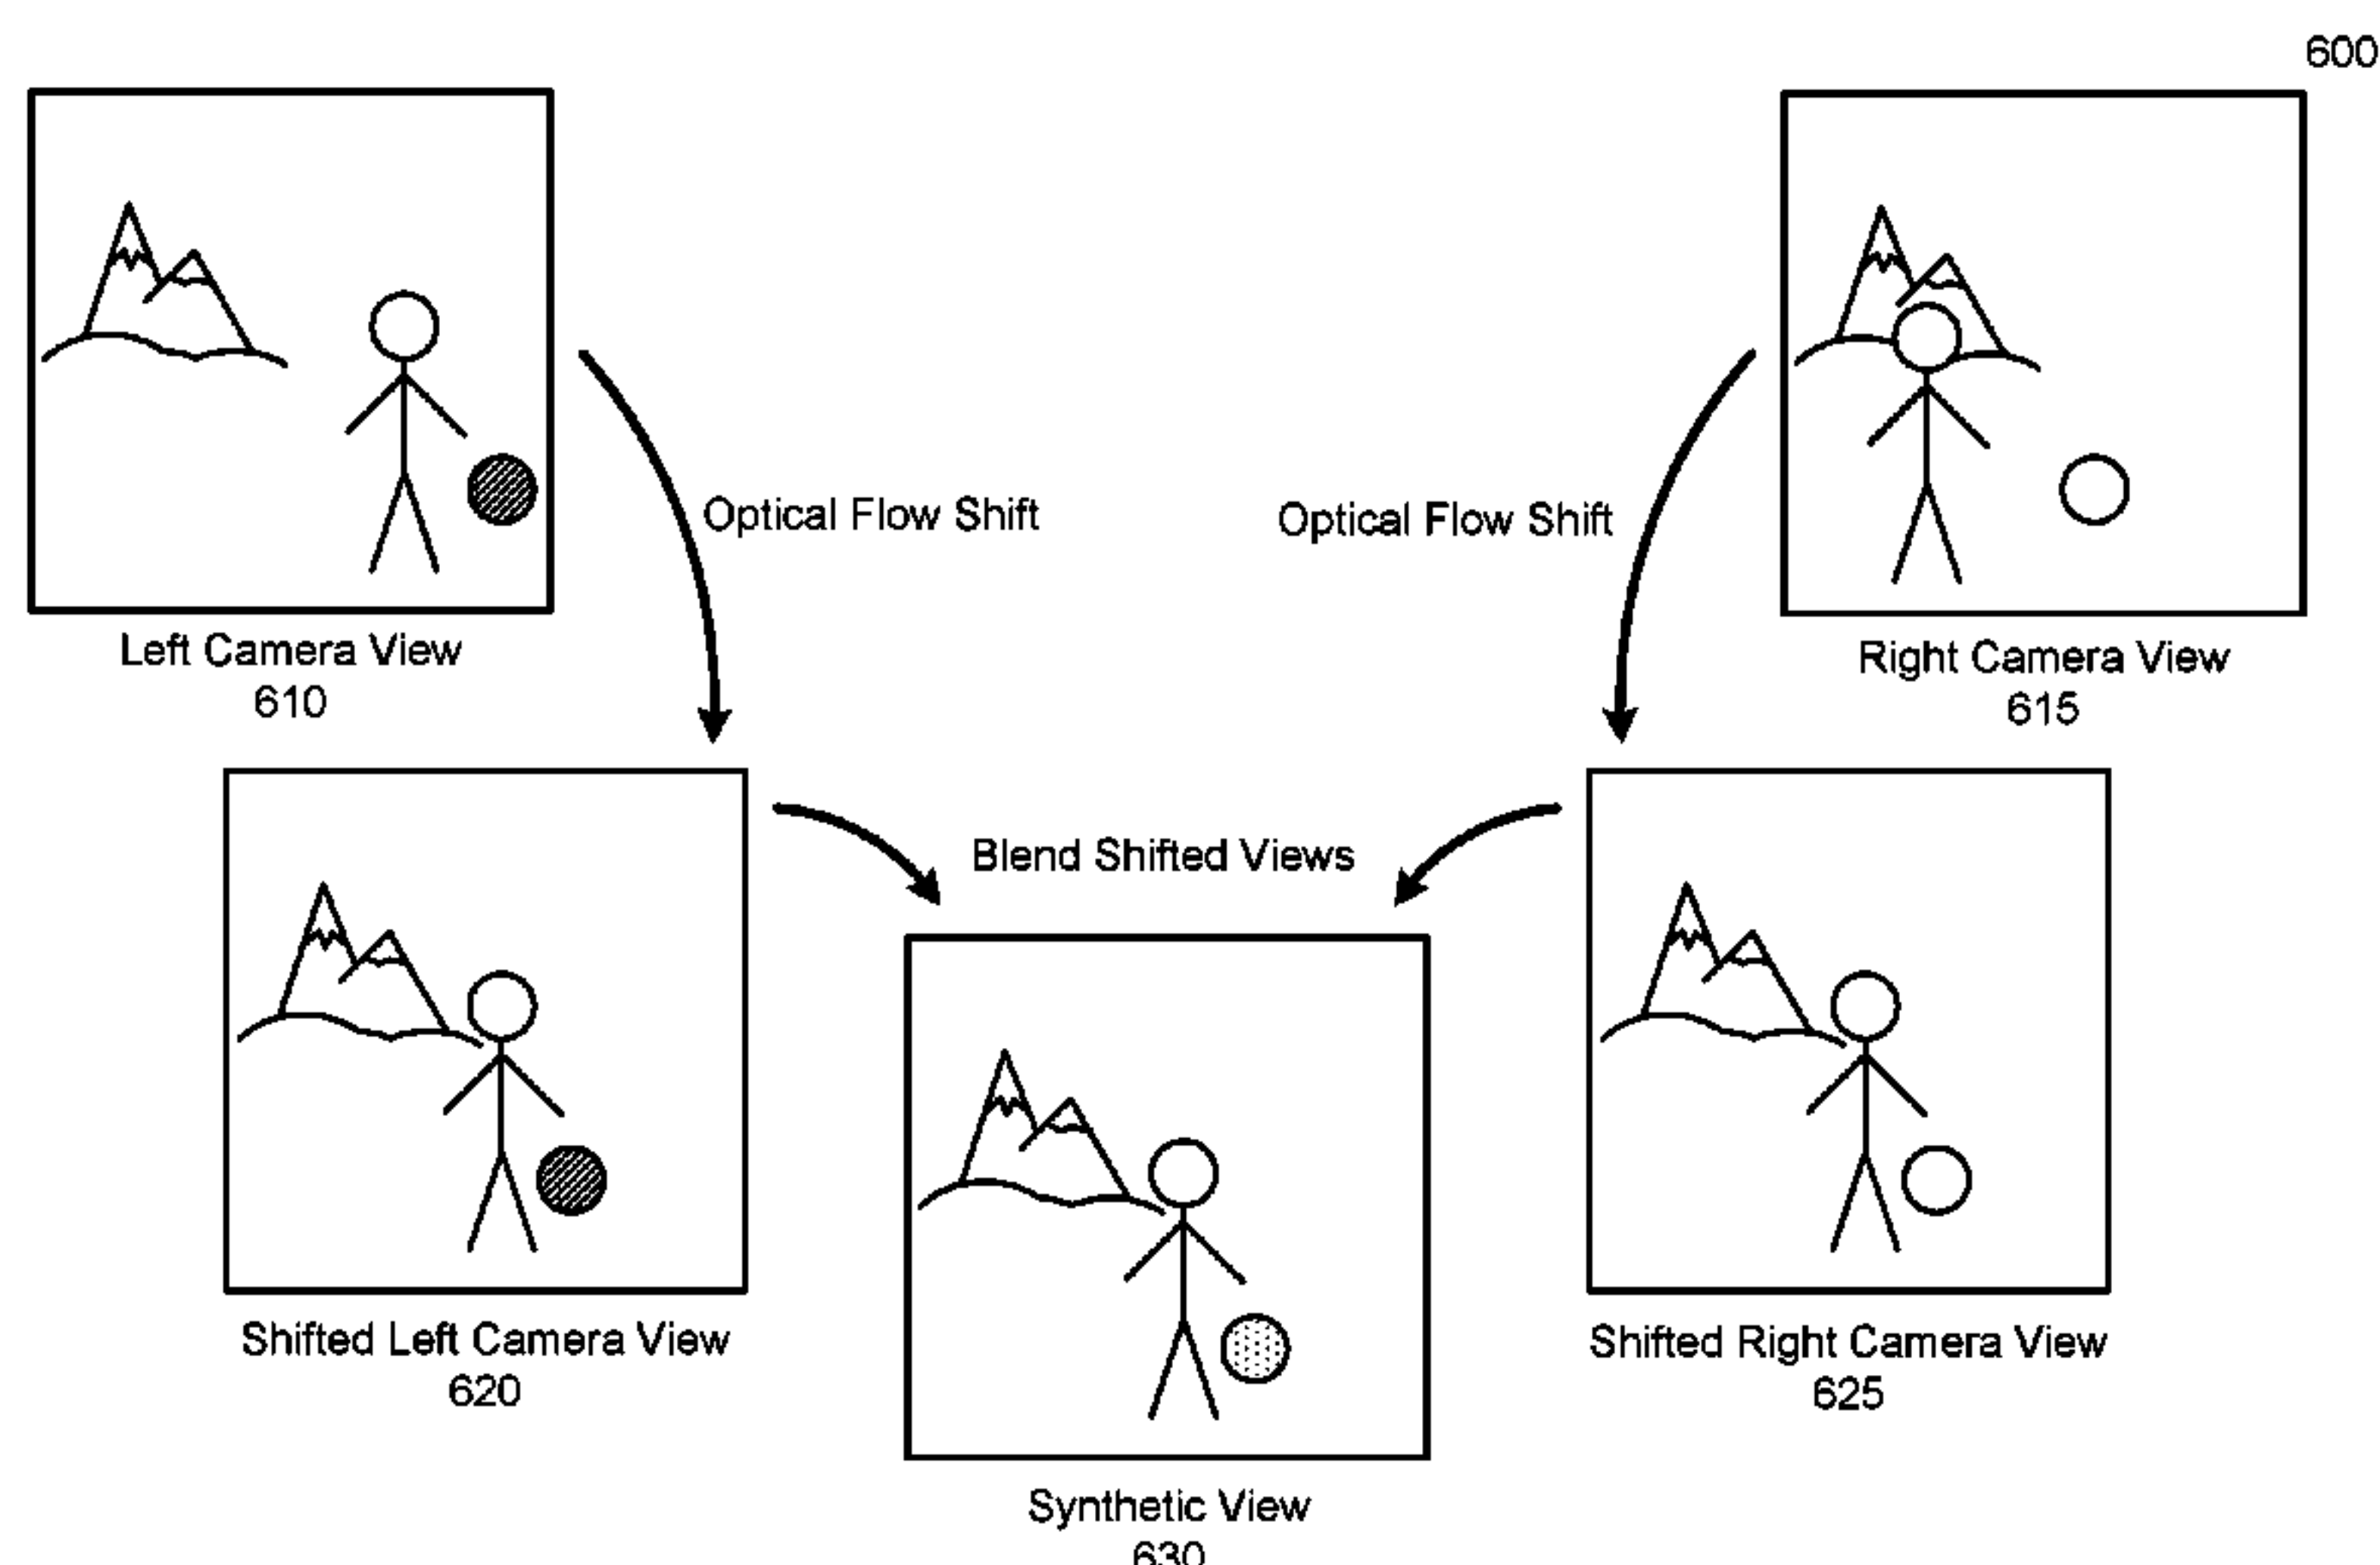 600
Left Camera View
610
Optical Flow Shift
Optical Flow Shift
Right Camera View
615
Blend Shifted Views
Shifted Left Camera View
620
Synthetic View
630
Shifted Right Camera View
625